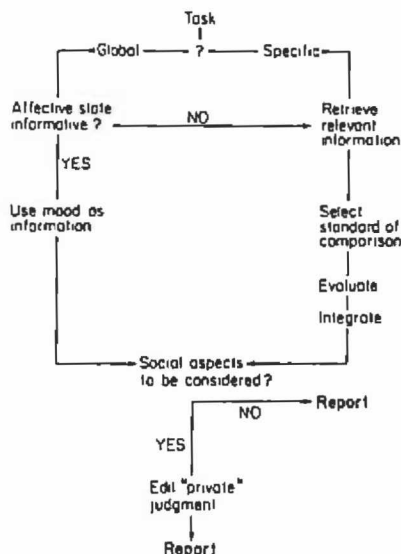 Task
Global ? Specific
Affective state
informative ?
NO
Retrieve
relevant
information
YES
Use mood as
information
Select
standard of
comparison
Evaluate
Integrate
Social aspects
to be considered ?
NO
Report
YES
Edit "private"
judgment
Report